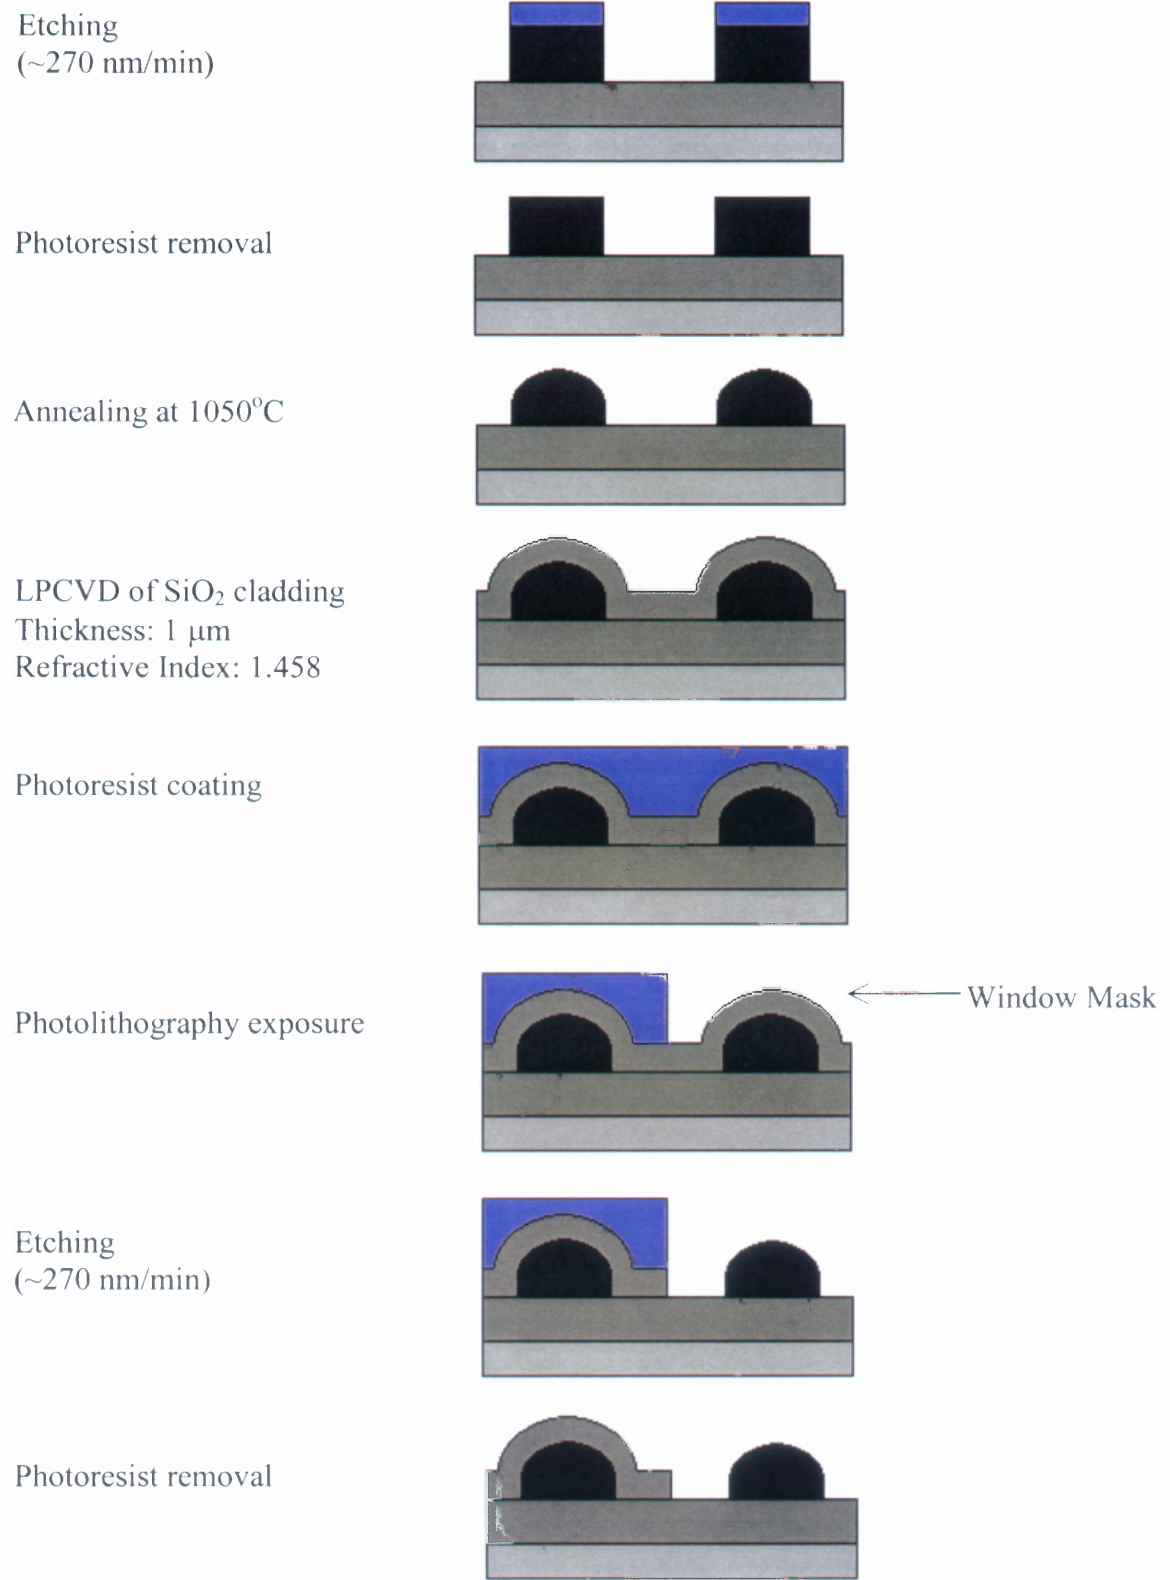 Etching
(~270 nm/min)
Photoresist removal
Annealing at 1050°C
LPCVD of SiO₂ cladding
Thickness: 1 μm
Refractive Index: 1.458
Photoresist coating
Photolithography exposure
Window Mask
Etching
(~270 nm/min)
Photoresist removal